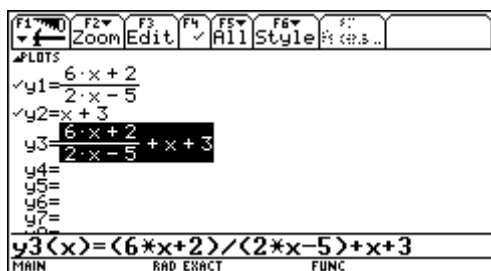 F1 F2 F3 F4 F5 F6
Zoom Edit ✓ All Style
PLOTS
✓y1=(6·x + 2)/(2·x - 5)
✓y2=x + 3
y3=(6·x + 2)/(2·x - 5) + x + 3
y4=
y5=
y6=
y7=
y3(x)=(6*x+2)/(2*x-5)+x+3
MAIN RAD EXACT FUNC